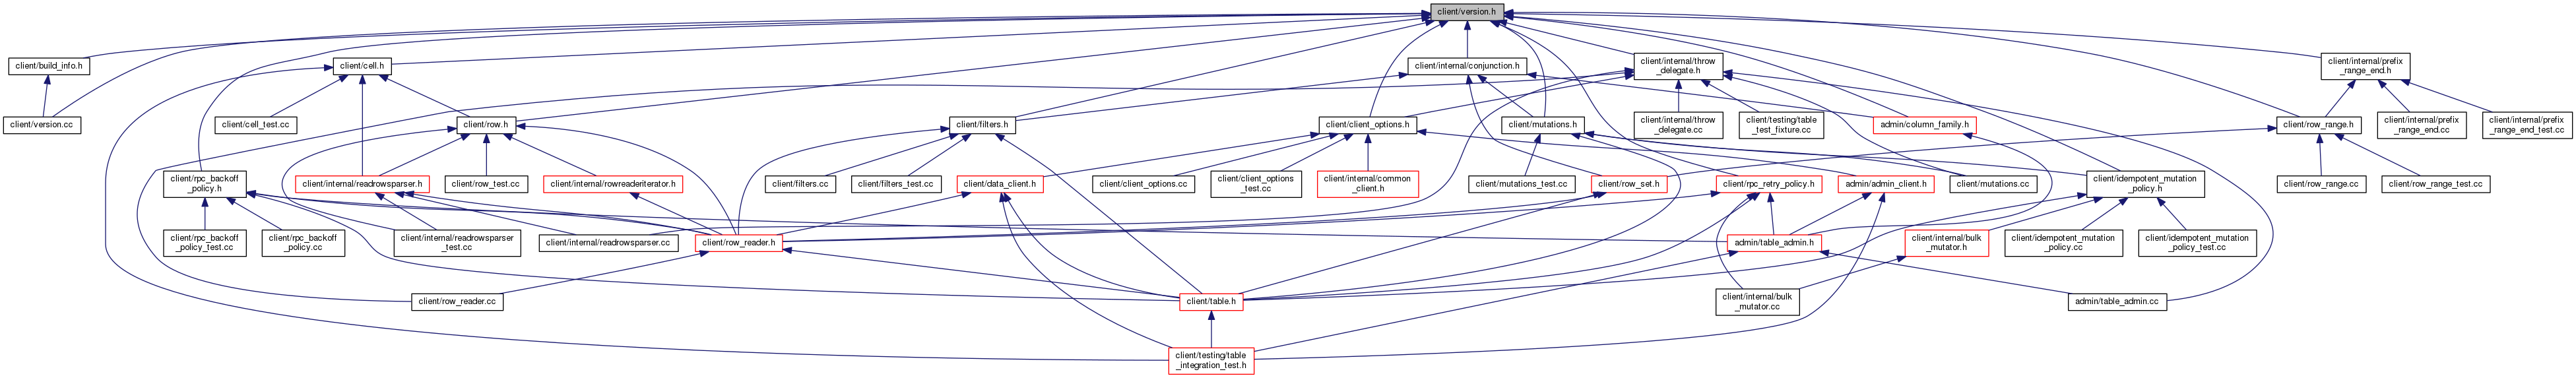 client/version.h
client/build_info.h
client/cell.h
client/internal/conjunction.h
client/internal/throw
_delegate.h
client/internal/prefix
_range_end.h
client/version.cc
client/cell_test.cc
client/row.h
client/filters.h
client/client_options.h
client/mutations.h
client/internal/throw
_delegate.cc
client/testing/table
_test_fixture.cc
admin/column_family.h
client/row_range.h
client/internal/prefix
_range_end.cc
client/internal/prefix
_range_end_test.cc
client/rpc_backoff
_policy.h
client/internal/readrowsparser.h
client/row_test.cc
client/internal/rowreaderiterator.h
client/filters.cc
client/filters_test.cc
client/data_client.h
client/client_options.cc
client/client_options
_test.cc
client/internal/common
_client.h
client/mutations_test.cc
client/row_set.h
client/rpc_retry_policy.h
admin/admin_client.h
client/mutations.cc
client/idempotent_mutation
_policy.h
client/row_range.cc
client/row_range_test.cc
client/rpc_backoff
_policy_test.cc
client/rpc_backoff
_policy.cc
client/internal/readrowsparser
_test.cc
client/internal/readrowsparser.cc
client/row_reader.h
admin/table_admin.h
client/internal/bulk
_mutator.h
client/idempotent_mutation
_policy.cc
client/idempotent_mutation
_policy_test.cc
client/row_reader.cc
client/table.h
client/internal/bulk
_mutator.cc
admin/table_admin.cc
client/testing/table
_integration_test.h